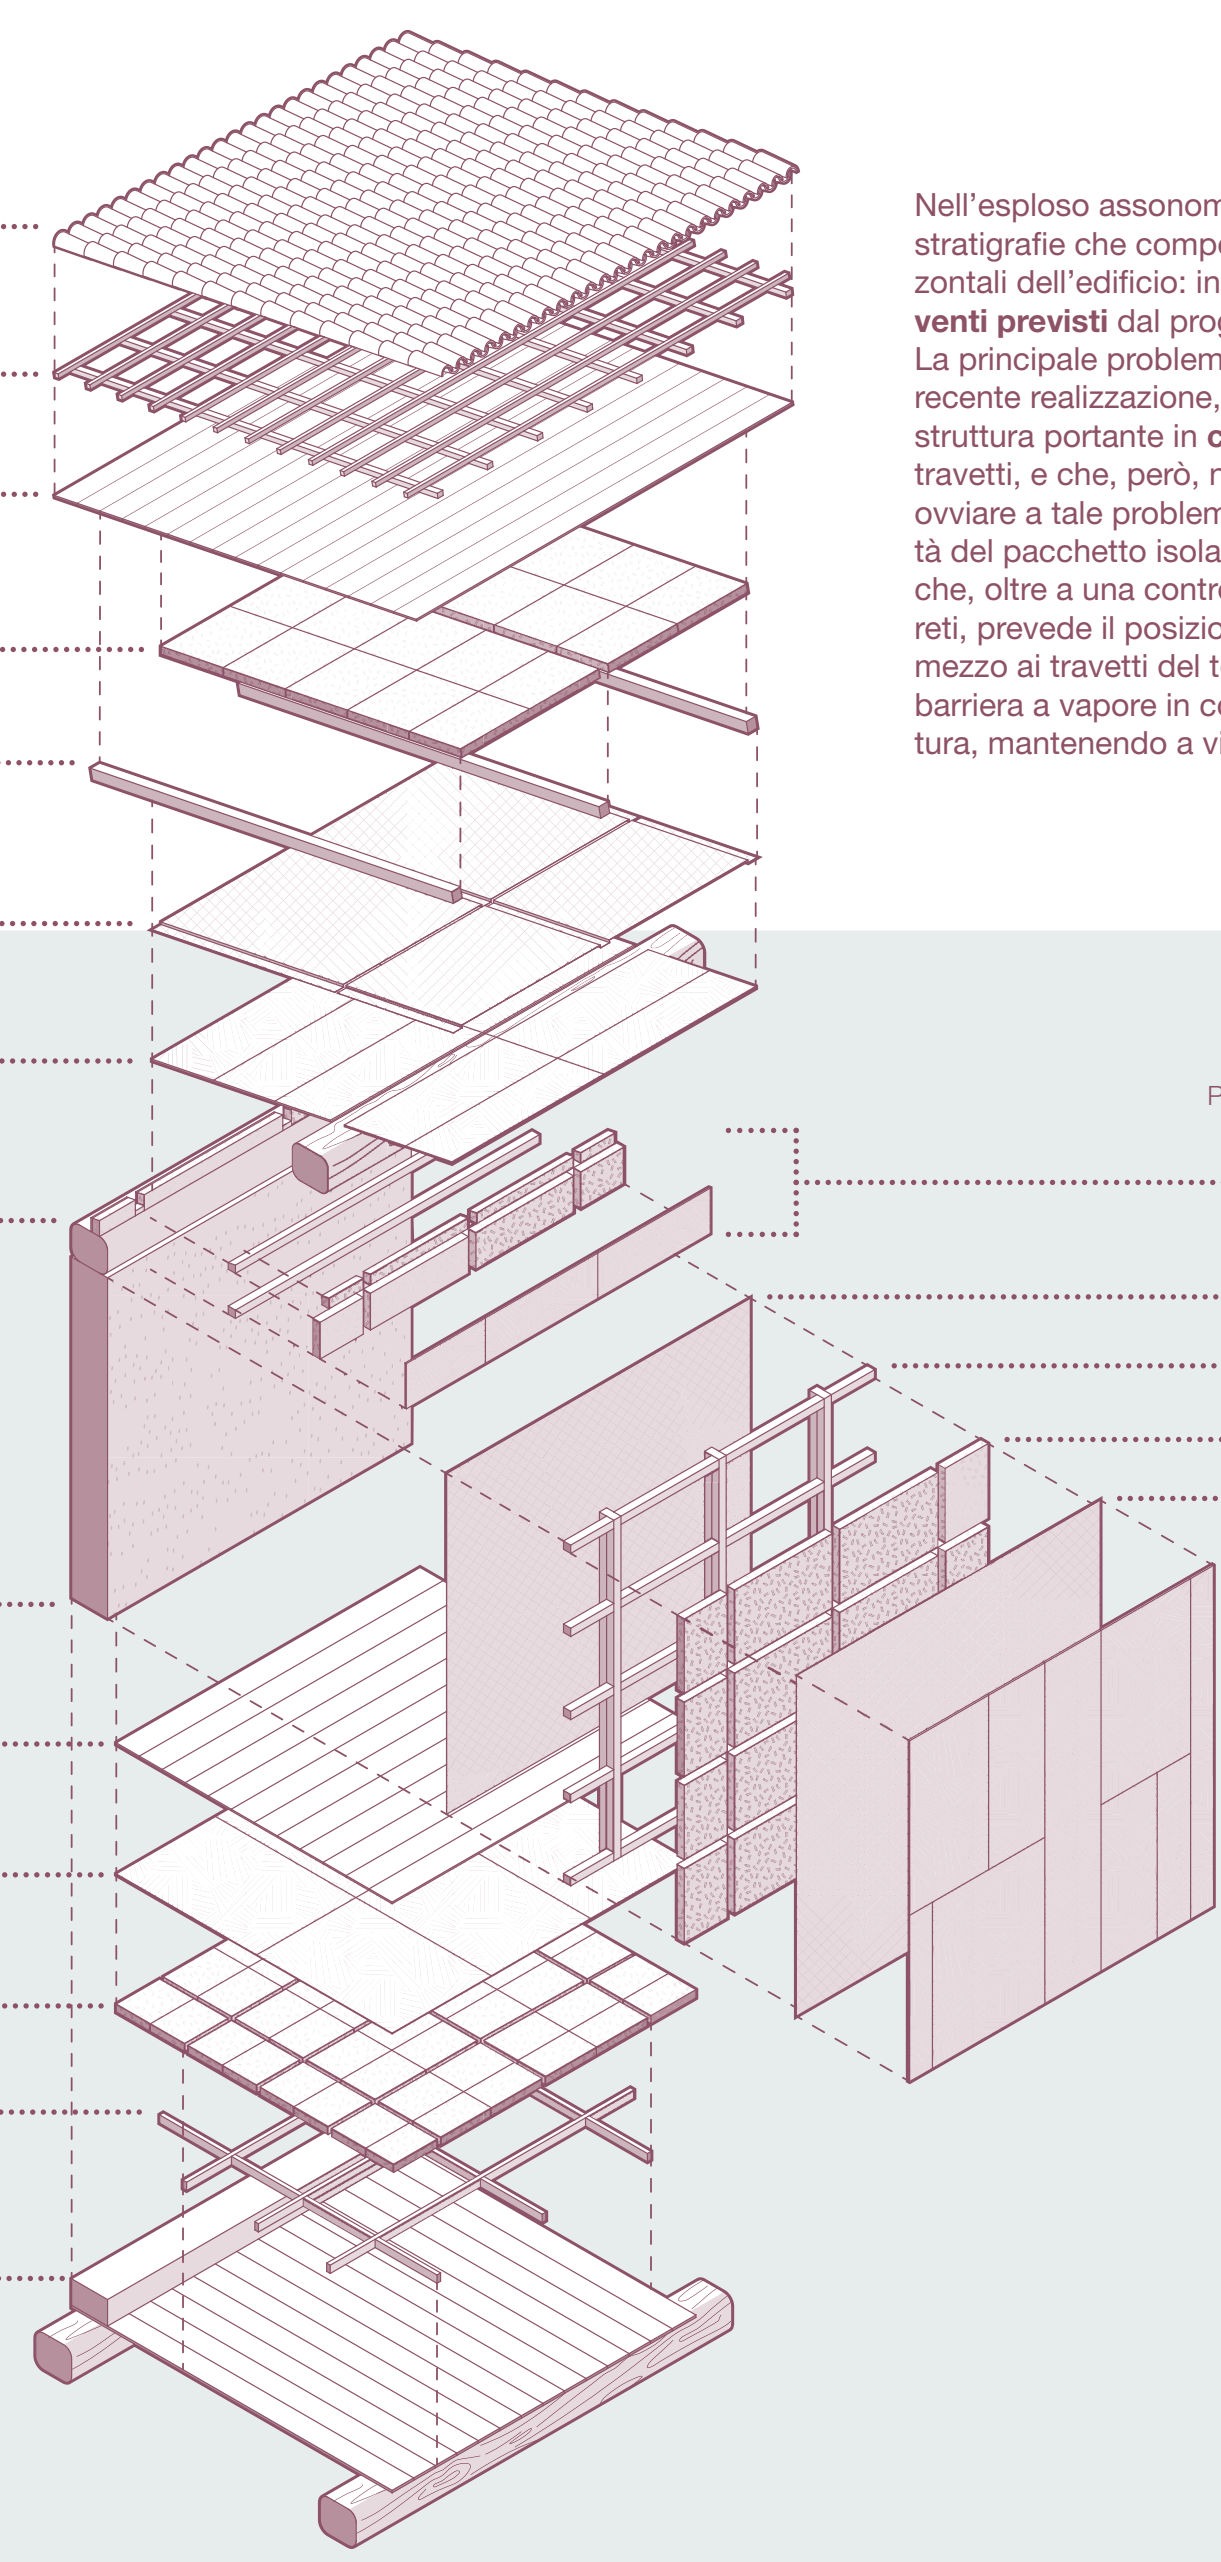 Nell’esploso assonom
stratigrafie che compo
zontali dell’edificio: in
venti previsti dal prog
La principale problem
recente realizzazione,
struttura portante in c
travetti, e che, però, n
ovviare a tale problem
tà del pacchetto isola
che, oltre a una contro
reti, prevede il posizio
mezzo ai travetti del t
barriera a vapore in co
tura, mantenendo a vi
P